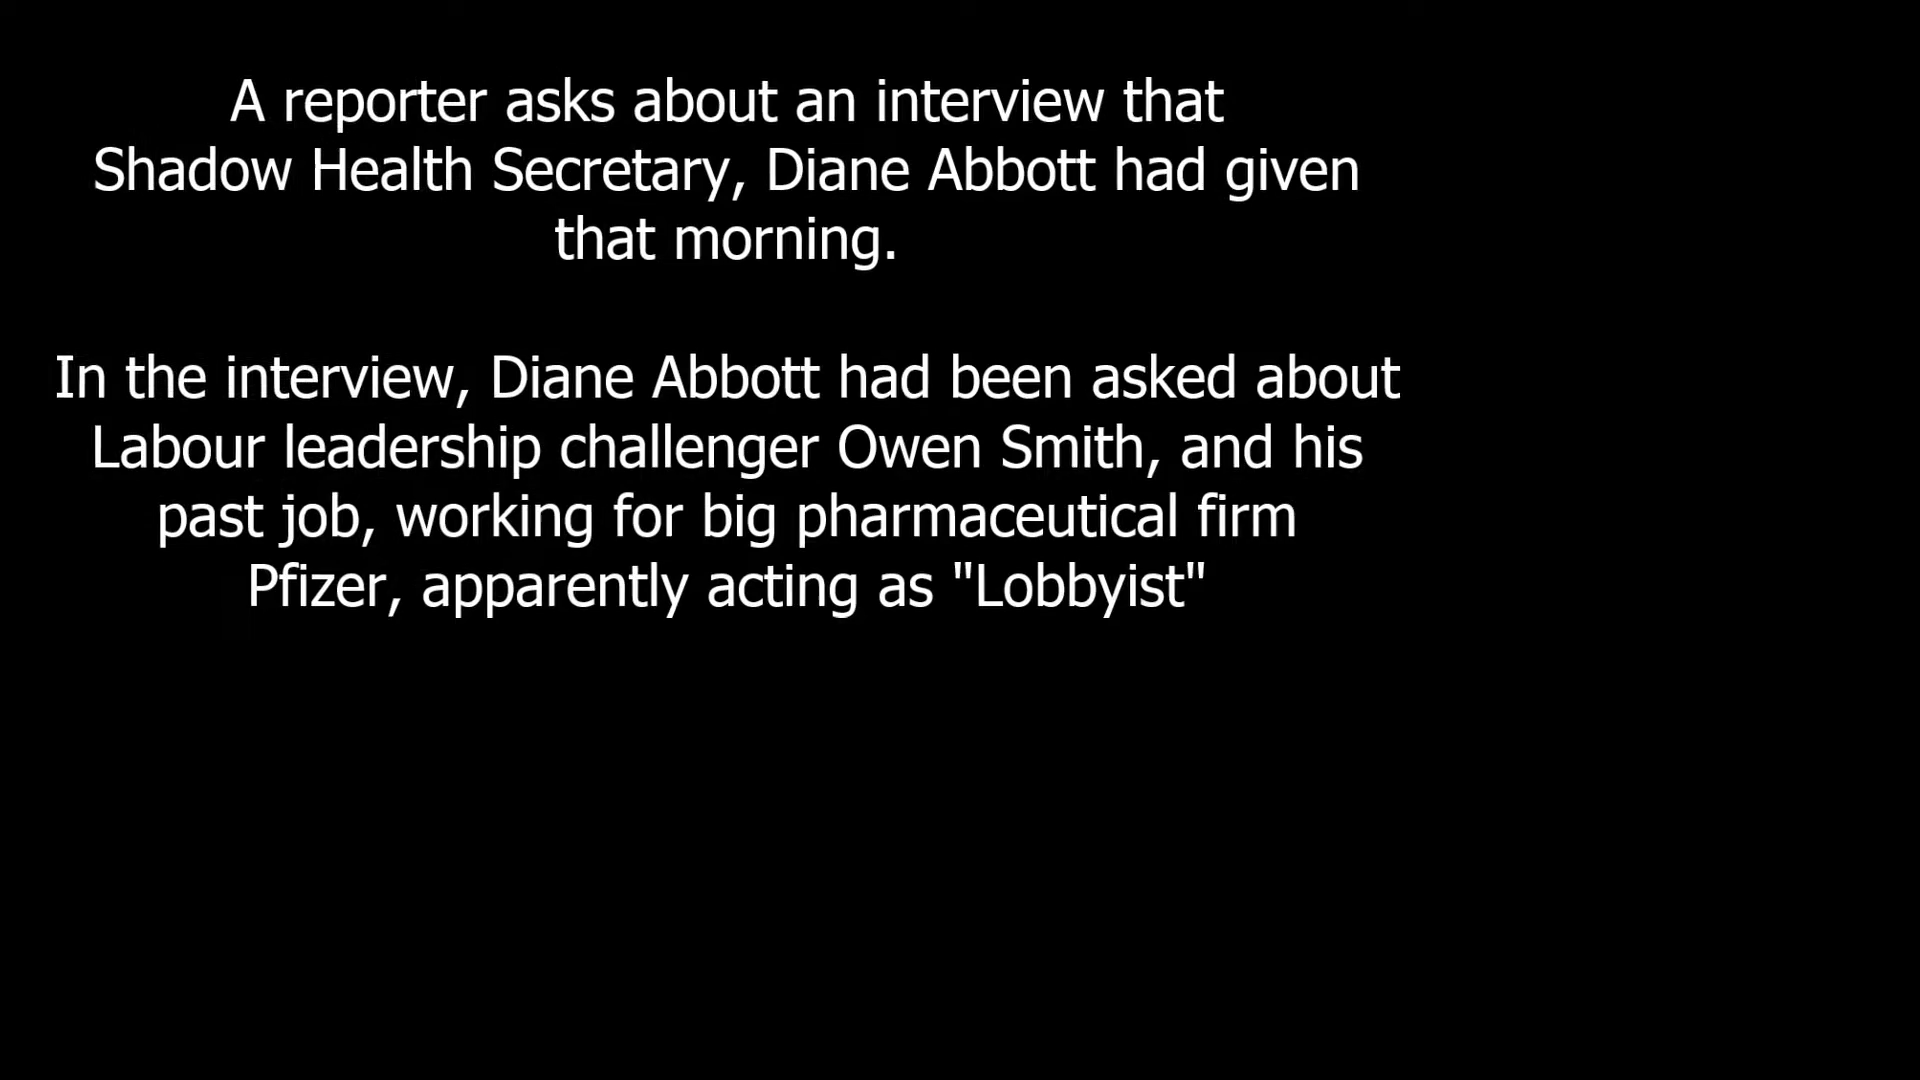 A reporter asks about an interview that
Shadow Health Secretary, Diane Abbott had given
that morning.
In the interview, Diane Abbott had been asked about
Labour leadership challenger Owen Smith, and his
past job, working for big pharmaceutical firm
Pfizer, apparently acting as "Lobbyist"